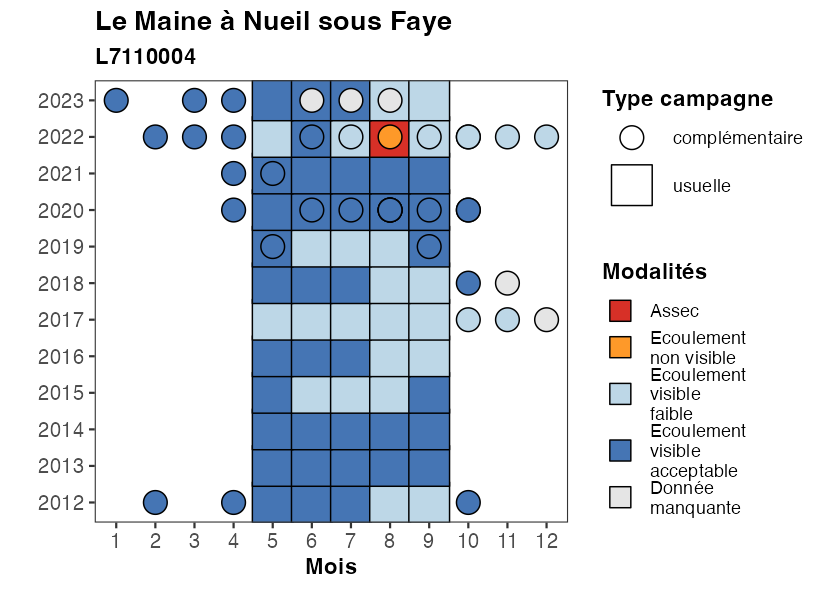 Le Maine à Nueil sous Faye
L7110004
2023
2022
2021
2020
2019
2018
2017
2016
2015
2014
2013
2012
1 2 3 4 5 6 7 8 9 10 11 12
Mois
Type campagne
complémentaire
usuelle
Modalités
Assec
Ecoulement
non visible
Ecoulement
visible
faible
Ecoulement
visible
acceptable
Donnée
manquante